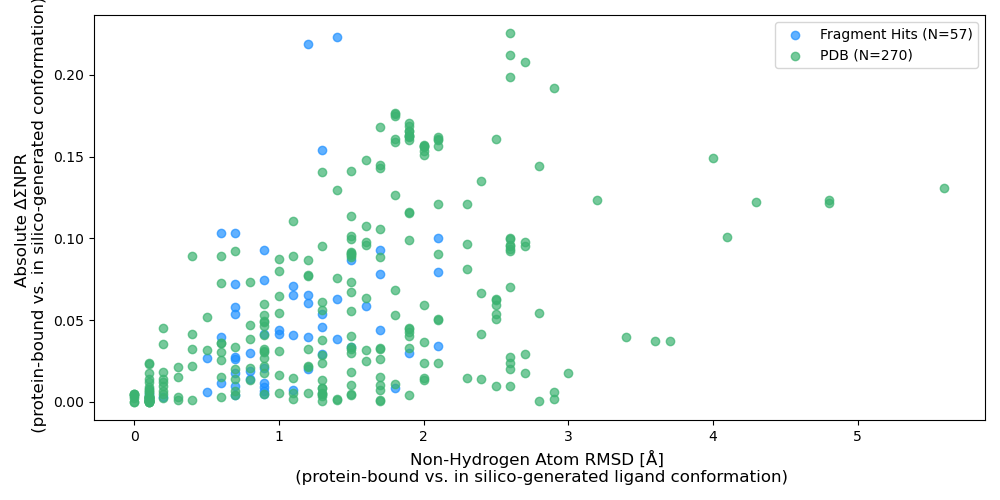 Absolute ΔΣNPR
(protein-bound vs. in silico-generated conformation)
0.20
0.15
0.10
0.05
0.00
Fragment Hits (N=57)
PDB (N=270)
0 1 2 3 4 5
Non-Hydrogen Atom RMSD [Å]
(protein-bound vs. in silico-generated ligand conformation)